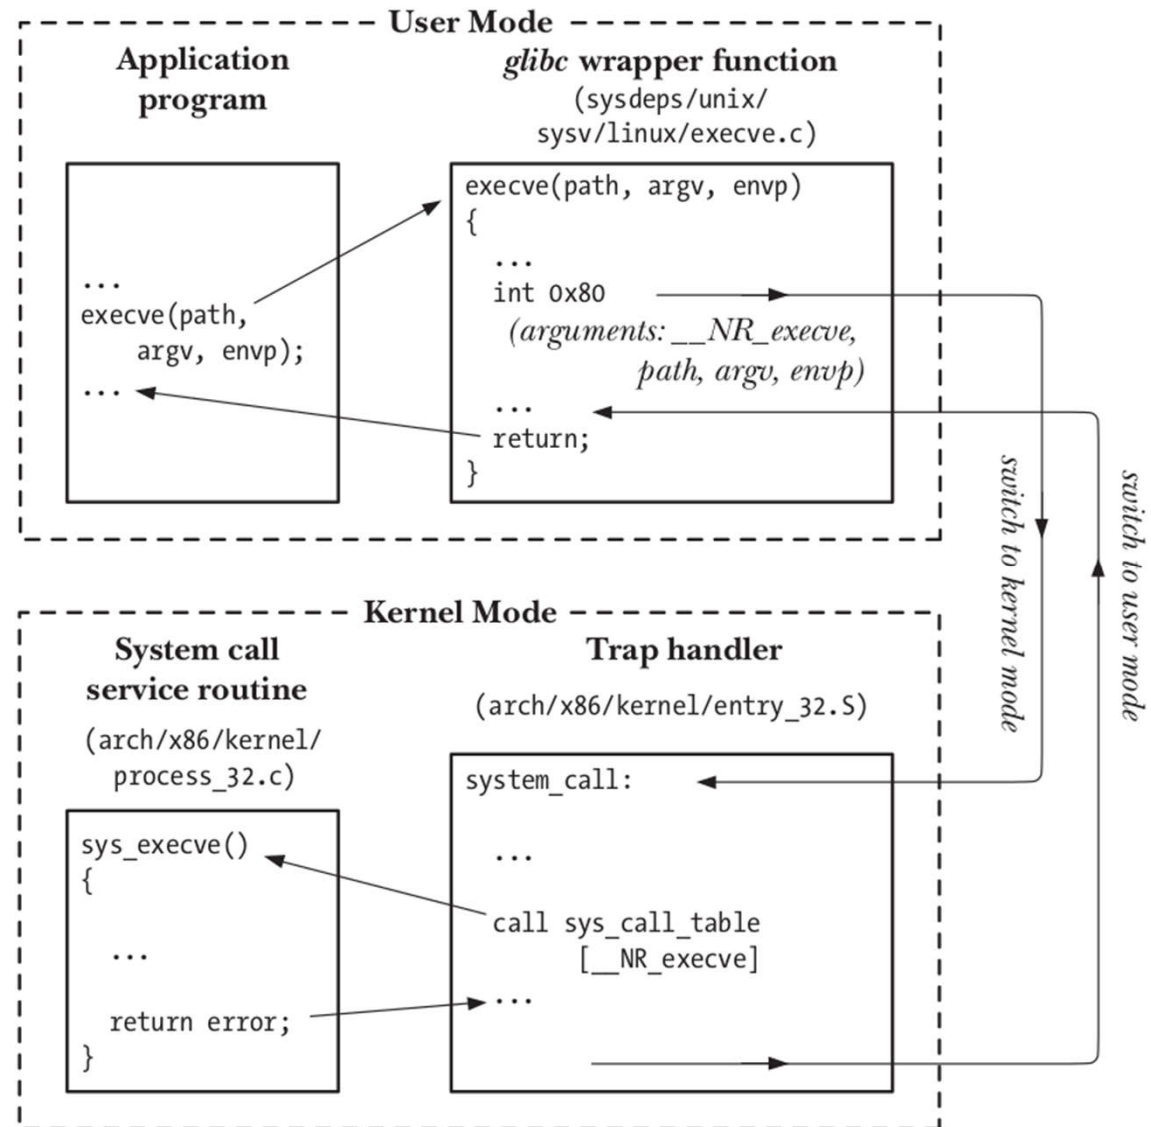 User Mode
Application
program
glibc wrapper function
(sysdeps/unix/
sysv/linux/execve.c)
...
execve(path,
argv, envp);
...
execve(path, argv, envp)
{
...
int 0x80
(arguments: __NR_execve,
path, argv, envp)
...
return;
}
switch to kernel mode
switch to user mode
Kernel Mode
System call
service routine
(arch/x86/kernel/
process_32.c)
Trap handler
(arch/x86/kernel/entry_32.S)
sys_execve()
{
...
return error;
}
system_call:
...
call sys_call_table
[__NR_execve]
...